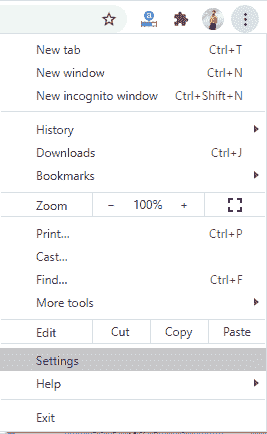 a
New tab Ctrl+T
New window Ctrl+N
New incognito window Ctrl+Shift+N
History
Downloads Ctrl+J
Bookmarks
Zoom − 100% +
Print... Ctrl+P
Cast...
Find... Ctrl+F
More tools
Edit Cut Copy Paste
Settings
Help
Exit